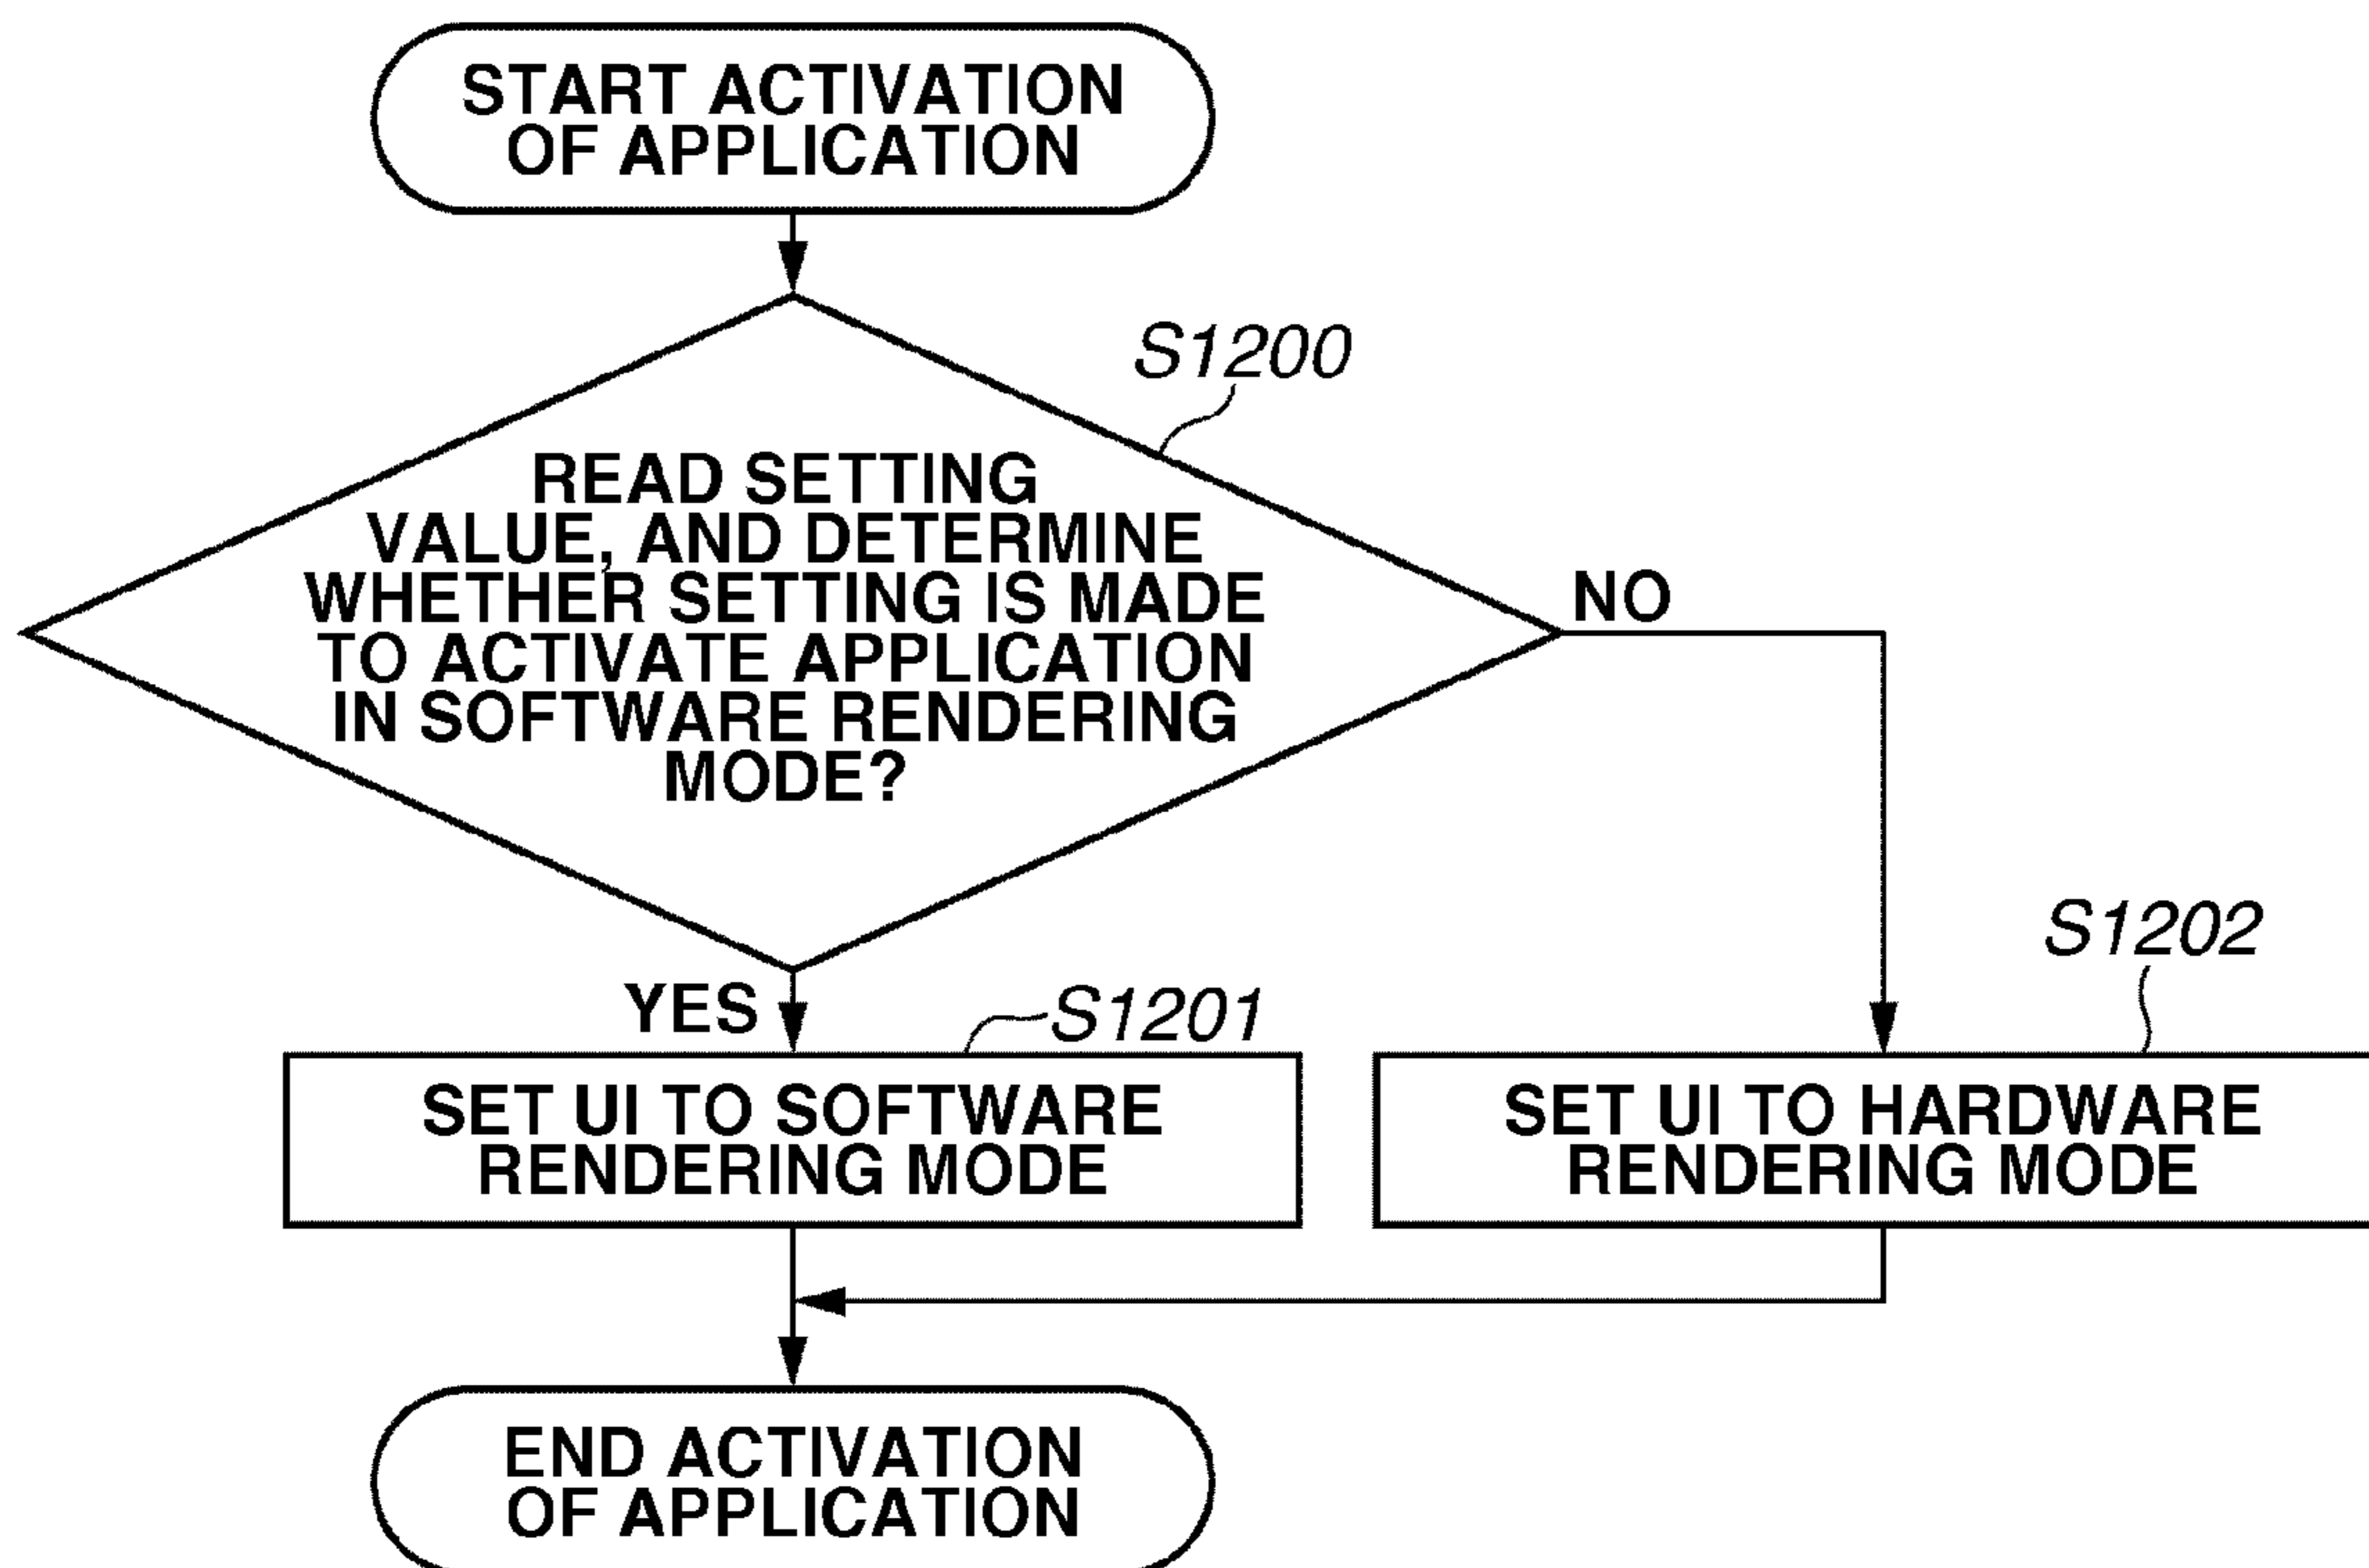 START ACTIVATION
OF APPLICATION
S1200
READ SETTING
VALUE, AND DETERMINE
WHETHER SETTING IS MADE
TO ACTIVATE APPLICATION
IN SOFTWARE RENDERING
MODE?
NO
YES
S1201
S1202
SET UI TO SOFTWARE
RENDERING MODE
SET UI TO HARDWARE
RENDERING MODE
END ACTIVATION
OF APPLICATION